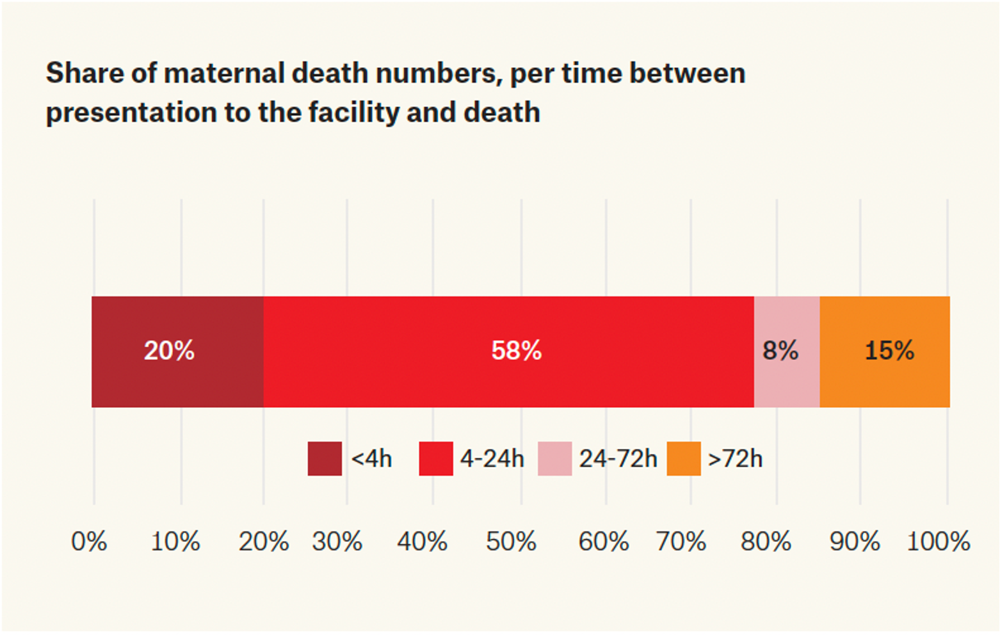 Share of maternal death numbers, per time between
presentation to the facility and death
20% 58% 8% 15%
<4h 4-24h 24-72h >72h
0% 10% 20% 30% 40% 50% 60% 70% 80% 90% 100%